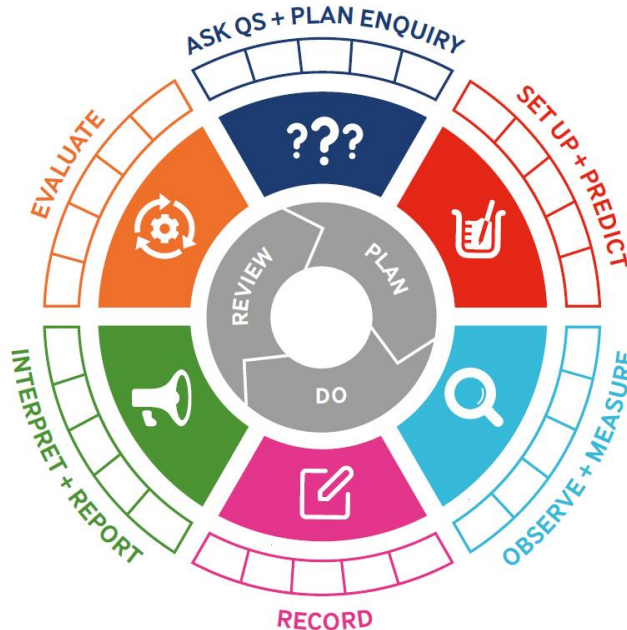 ASK QS + PLAN ENQUIRY
SET UP + PREDICT
OBSERVE + MEASURE
RECORD
INTERPRET + REPORT
EVALUATE
???
PLAN
DO
REVIEW